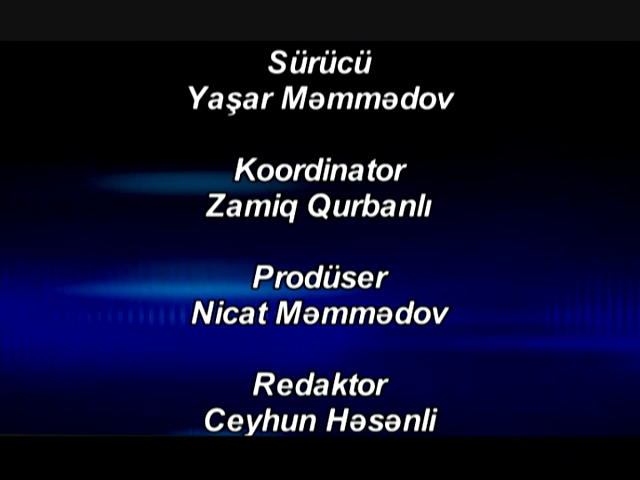 Sürücü
Yaşar Məmmədov
Koordinator
Zamiq Qurbanlı
Prodüser
Nicat Məmmədov
Redaktor
Ceyhun Həsənli